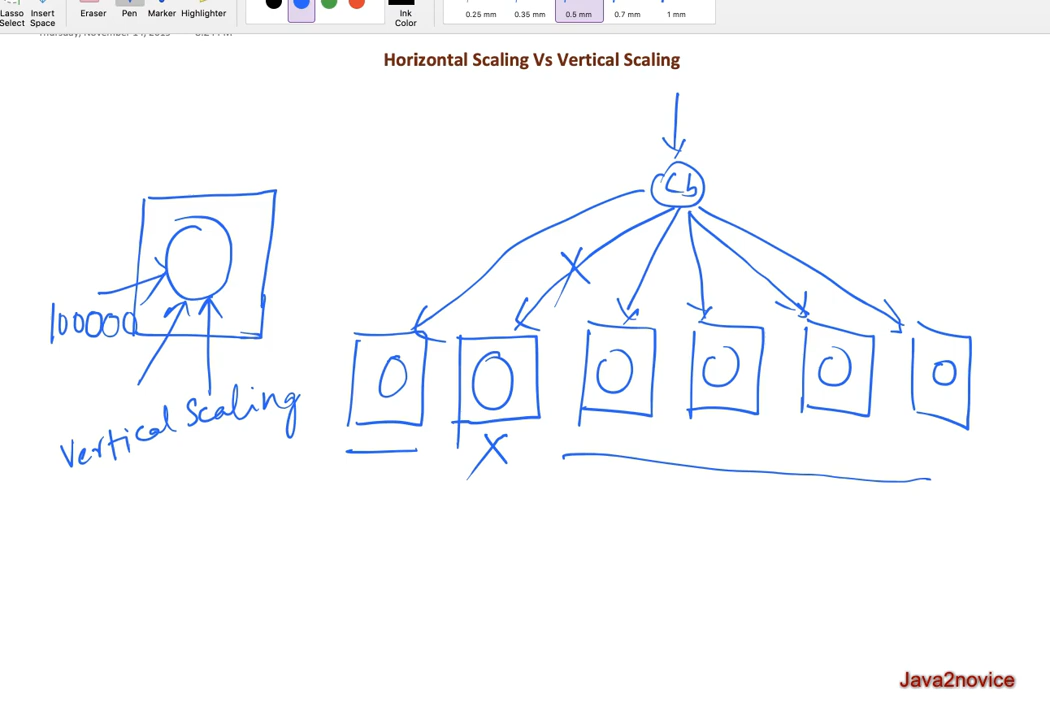 Lasso Select
Insert Space
Eraser
Pen
Marker
Highlighter
Ink Color
0.25 mm
0.35 mm
0.5 mm
0.7 mm
1 mm
Horizontal Scaling Vs Vertical Scaling
Lb
100000
Vertical Scaling
X
X
Java2novice